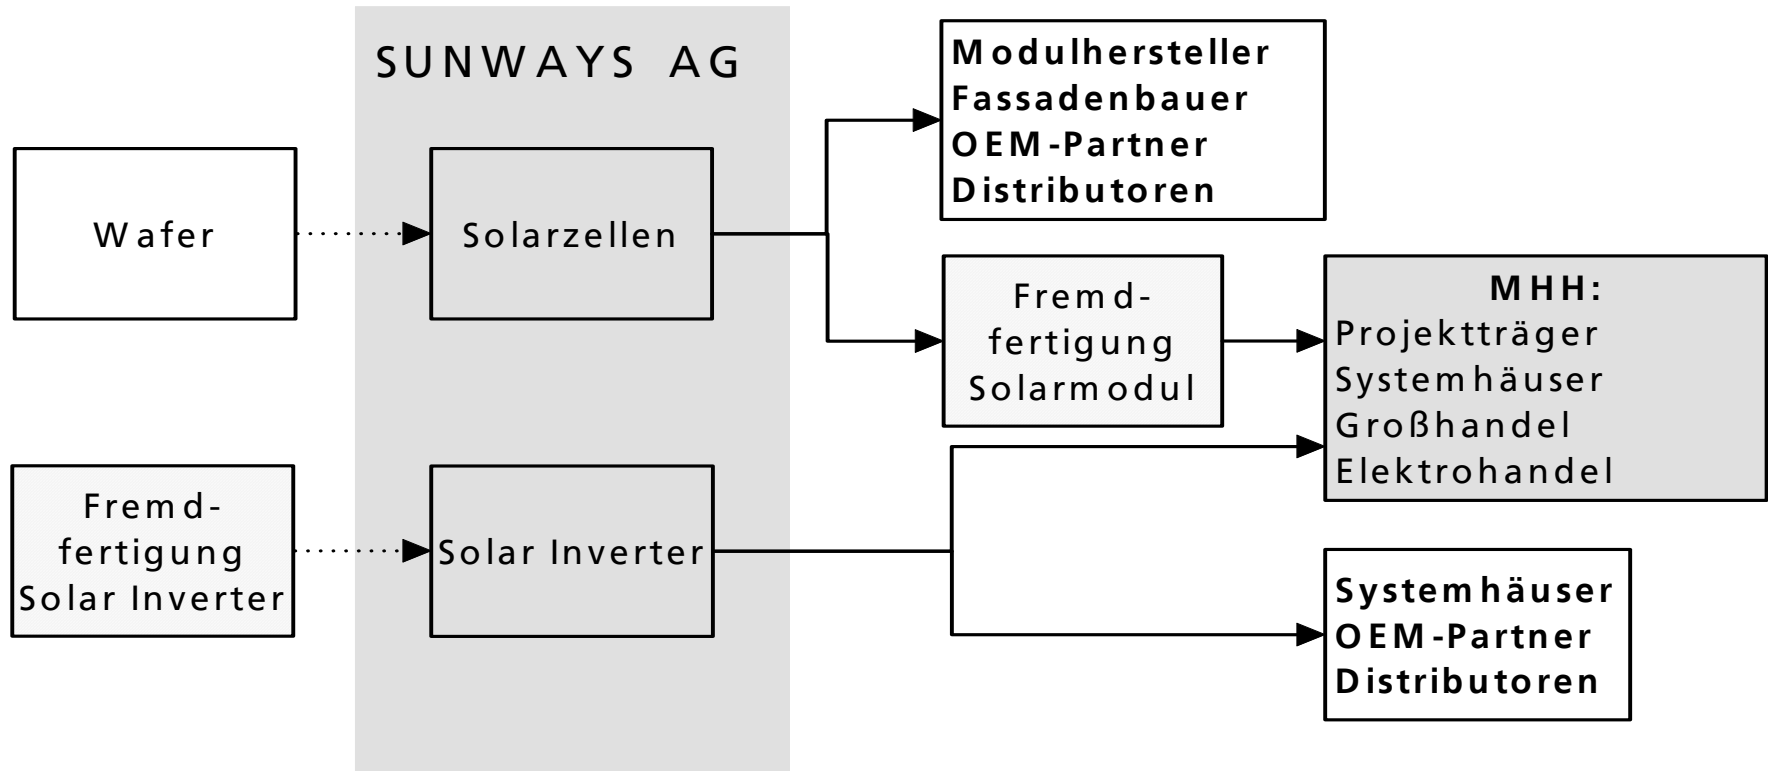 SUNWAYS AG
Wafer
Solarzellen
Modulhersteller
Fassadenbauer
OEM-Partner
Distributoren
Fremd-
fertigung
Solarmodul
MHH:
Projektträger
Systemhäuser
Großhandel
Elektrohandel
Fremd-
fertigung
Solar Inverter
Solar Inverter
Systemhäuser
OEM-Partner
Distributoren